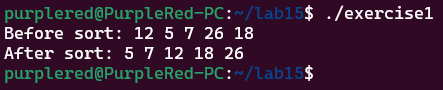 purplered@PurpleRed-PC:~/lab15$ ./exercise1
Before sort: 12 5 7 26 18
After sort: 5 7 12 18 26
purplered@PurpleRed-PC:~/lab15$